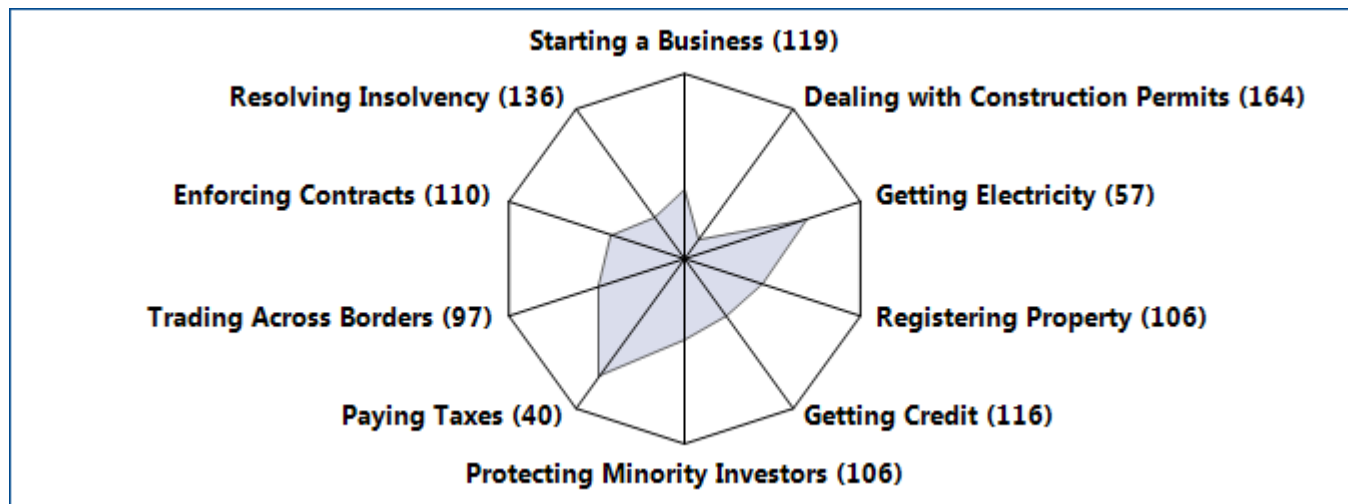 Starting a Business (119)
Resolving Insolvency (136)
Dealing with Construction Permits (164)
Enforcing Contracts (110)
Getting Electricity (57)
Trading Across Borders (97)
Registering Property (106)
Paying Taxes (40)
Getting Credit (116)
Protecting Minority Investors (106)